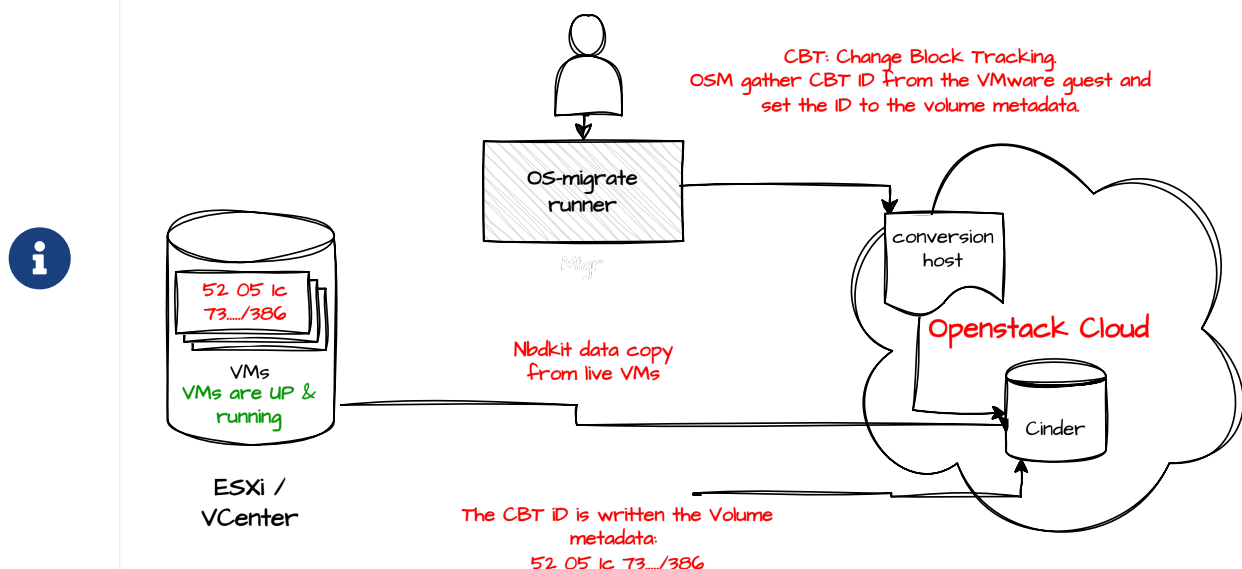 CBT: Change Block Tracking.
OSM gather CBT ID from the VMware guest and
set the ID to the volume metadata.
OS-migrate
runner
Migr
conversion
host
52 05 1c
73...../386
VMs
VMs are UP &
running
Nbdkit data copy
from live VMs
Openstack Cloud
Cinder
ESXi /
VCenter
The CBT iD is written the Volume
metadata:
52 05 1c 73...../386